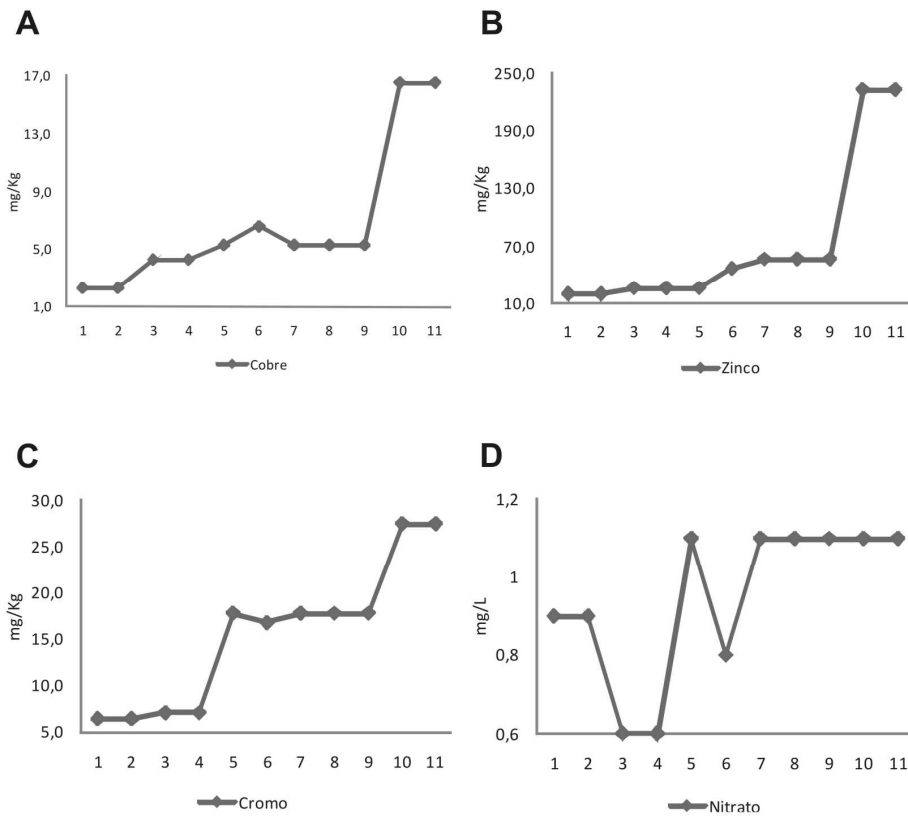 A
17,0
13,0
9,0
5,0
1,0
mg/Kg
1 2 3 4 5 6 7 8 9 10 11
Cobre
B
250,0
190,0
130,0
70,0
10,0
mg/Kg
1 2 3 4 5 6 7 8 9 10 11
Zinco
C
30,0
25,0
20,0
15,0
10,0
5,0
mg/Kg
1 2 3 4 5 6 7 8 9 10 11
Cromo
D
1,2
1
0,8
0,6
mg/L
1 2 3 4 5 6 7 8 9 10 11
Nitrato